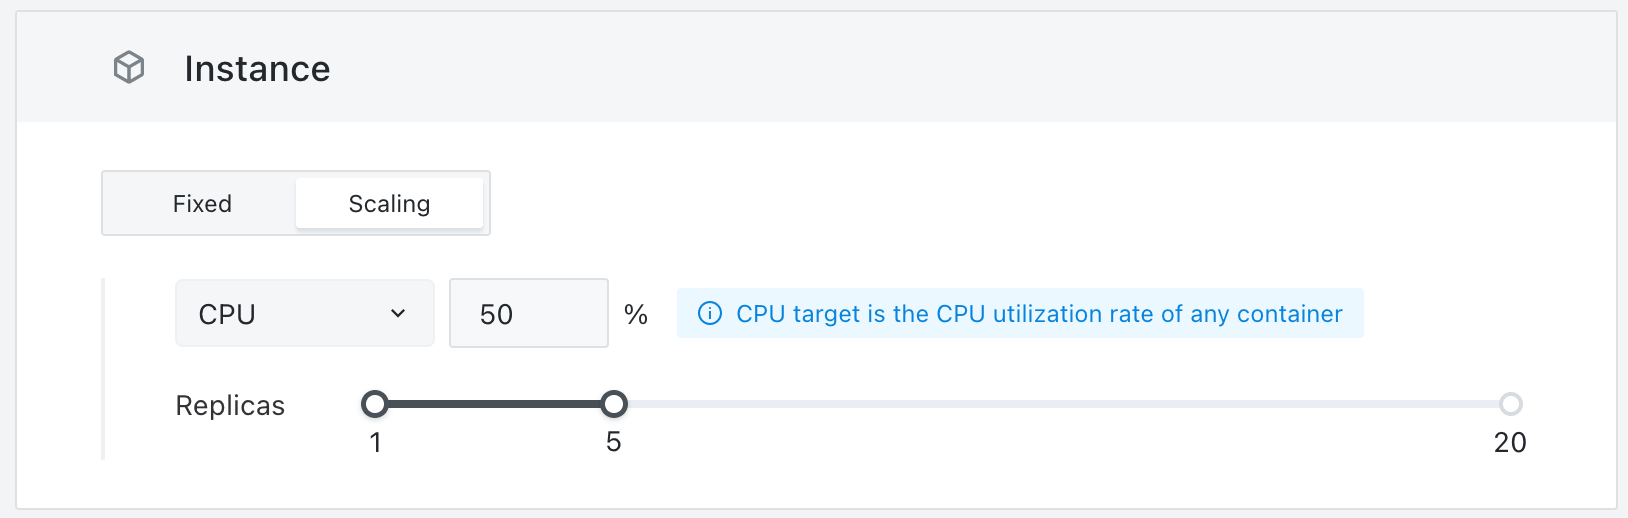 Instance
Fixed Scaling
CPU 50 % CPU target is the CPU utilization rate of any container
Replicas
1 5 20